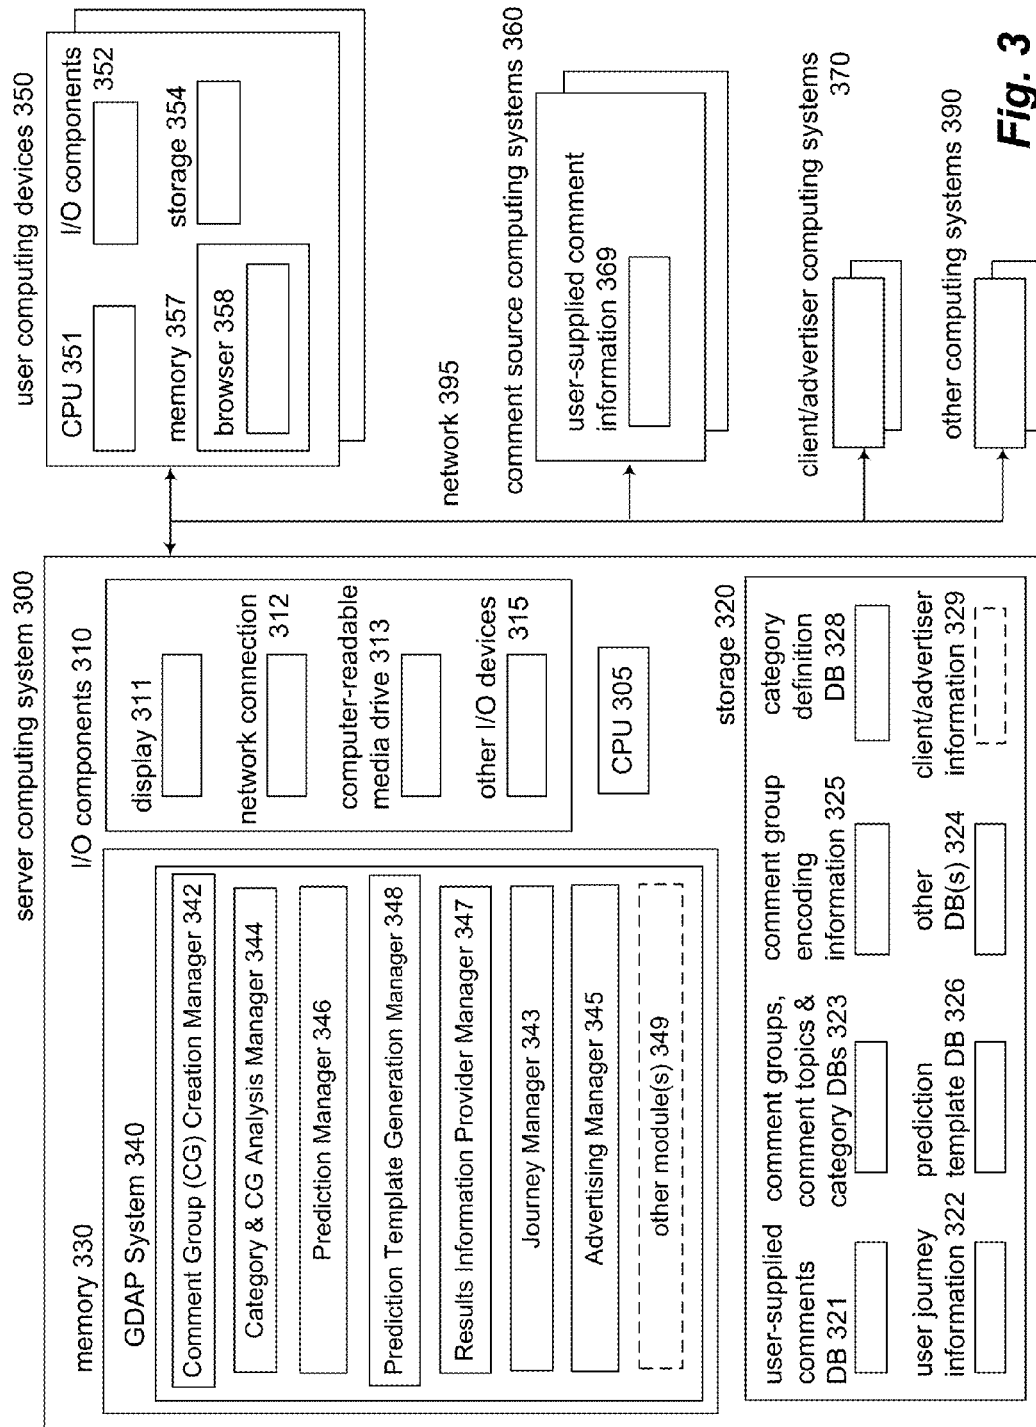 server computing system 300
memory 330
GDAP System 340
Comment Group (CG) Creation Manager 342
Category & CG Analysis Manager 344
Prediction Manager 346
Prediction Template Generation Manager 348
Results Information Provider Manager 347
Journey Manager 343
Advertising Manager 345
other module(s) 349
I/O components 310
display 311
network connection
312
computer-readable
media drive 313
other I/O devices
315
CPU 305
storage 320
user-supplied
comments
DB 321
comment groups,
comment topics &
category DBs 323
comment group
encoding
information 325
category
definition
DB 328
user journey
information 322
prediction
template DB 326
other
DB(s) 324
client/advertiser
information 329
user computing devices 350
CPU 351
I/O components
352
memory 357
browser 358
storage 354
network 395
comment source computing systems 360
user-supplied comment
information 369
client/advertiser computing systems
370
other computing systems 390
Fig. 3